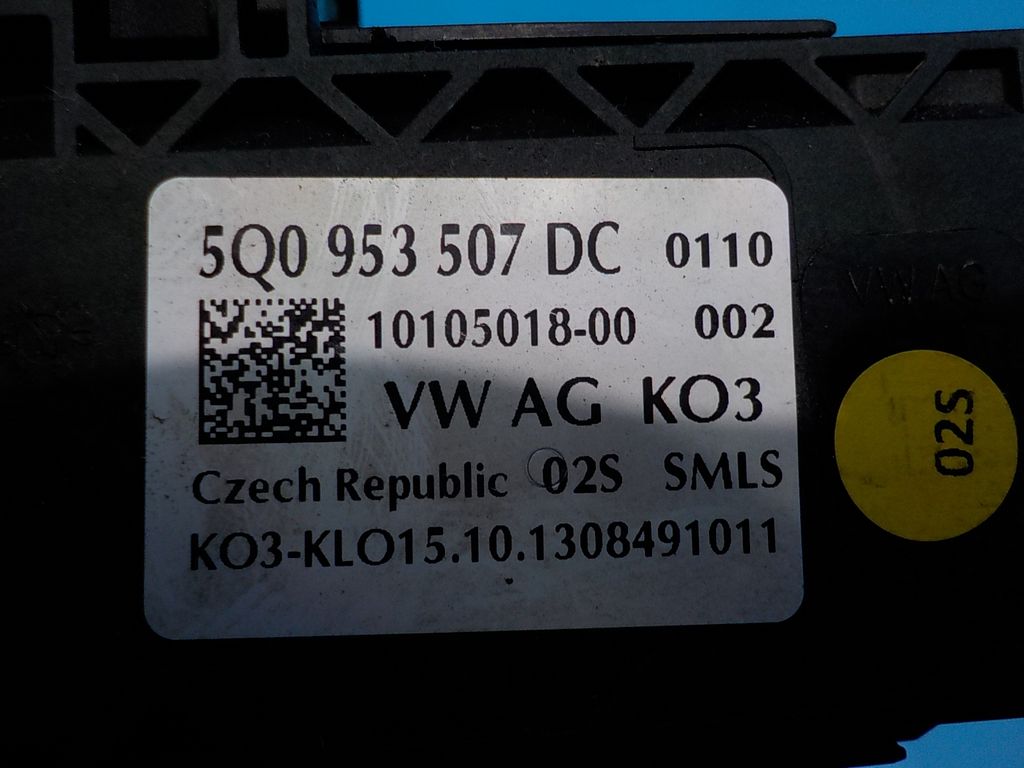 5Q0 953 507 DC 0110
10105018-00 002
VW AG KO3
Czech Republic 02S SMLS
KO3-KLO15.10.1308491011
VW AG
02S